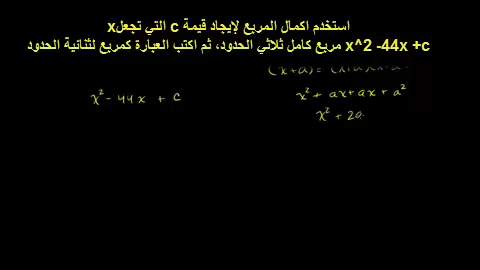 استخدم اكمال المربع لإيجاد قيمة c التي تجعلx
x^2 -44x +c مربع كامل ثلاثي الحدود، ثم اكتب العبارة كمربع لثنائية الحدود
x² - 44x + c
x² + ax + ax + a²
x² + 2a